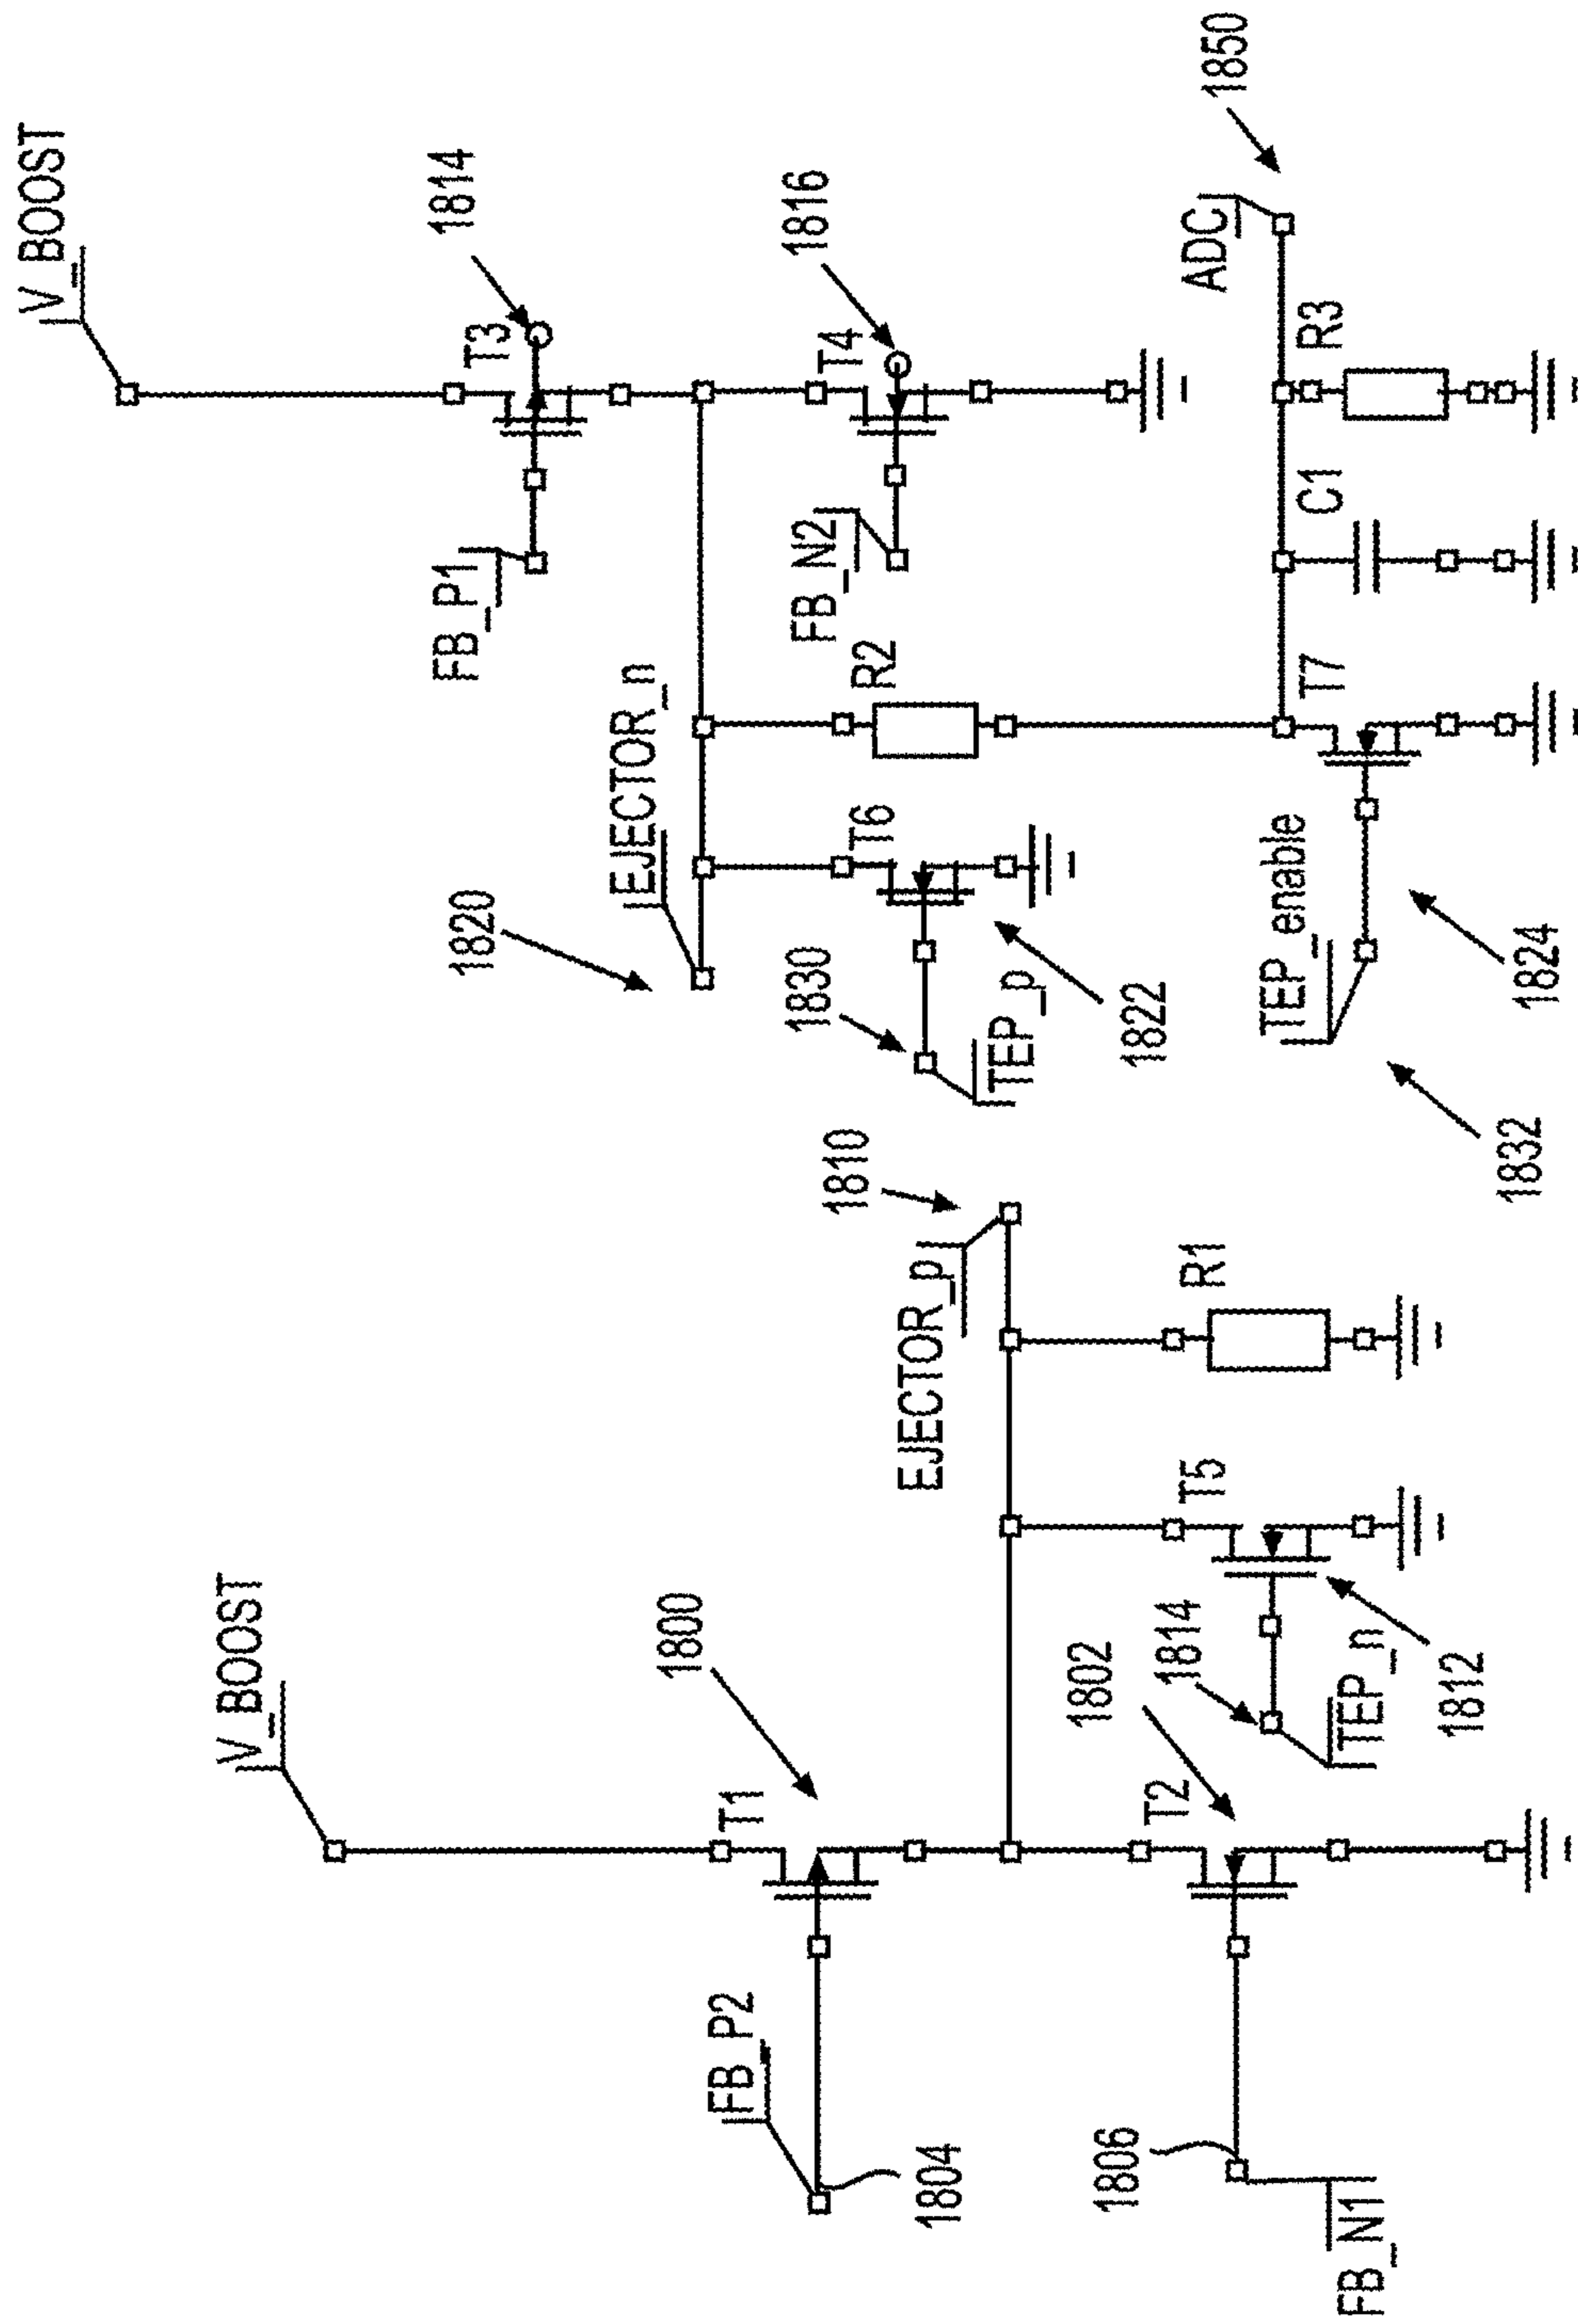 V_BOOST
1800
T1
FB_P2
1804
EJECTOR_p
1810
1802
T2
1806
FB_N1
T5
1814
TEP_n
1812
R1
V_BOOST
1814
T3
FB_P1
EJECTOR_n
1820
1816
T4
FB_N2
R2
T6
1830
TEP_p
1822
1850
ADC
R3
C1
T7
TEP_enable
1824
1832